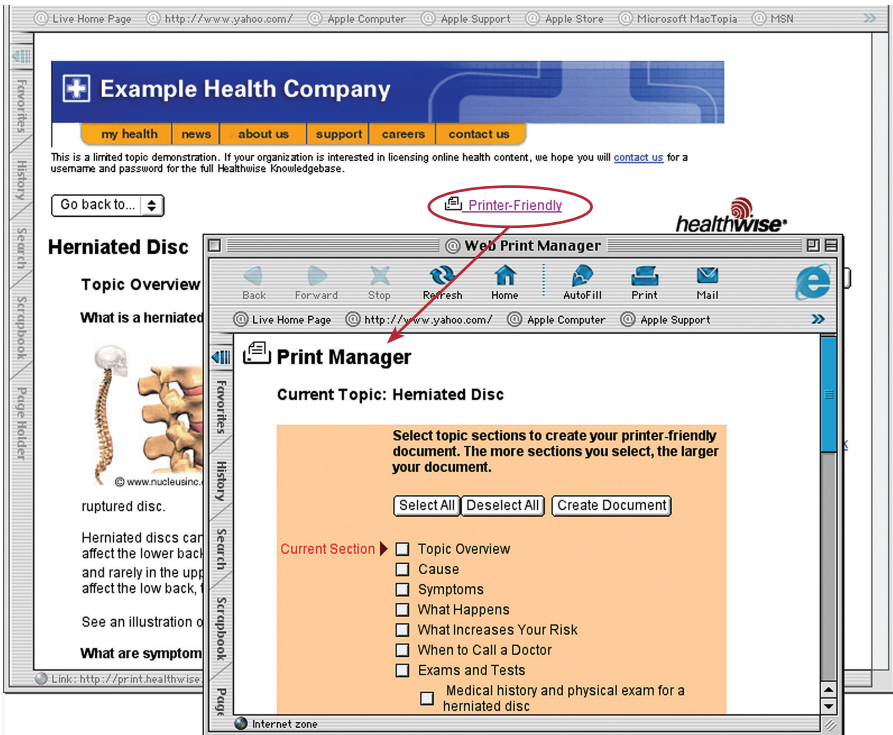 Live Home Page http://www.yahoo.com/ Apple Computer Apple Support Apple Store Microsoft MacTopia MSN
Favorites
History
Search
Scrapbook
Page Holder
Example Health Company
my health news about us support careers contact us
This is a limited topic demonstration. If your organization is interested in licensing online health content, we hope you will contact us for a
username and password for the full Healthwise Knowledgebase.
Go back to...
Printer-Friendly
healthwise
Herniated Disc
Topic Overview
What is a herniated
© www.nucleusinc.
ruptured disc.
Herniated discs can
affect the lower back
and rarely in the upp
affect the low back,
See an illustration o
What are symptom
Link: http://print.healthwise.
Web Print Manager
Back Forward Stop Refresh Home AutoFill Print Mail
Live Home Page http://www.yahoo.com/ Apple Computer Apple Support
Favorites
History
Search
Scrapbook
Page
Print Manager
Current Topic: Herniated Disc
Select topic sections to create your printer-friendly
document. The more sections you select, the larger
your document.
Select All Deselect All Create Document
Current Section Topic Overview
Cause
Symptoms
What Happens
What Increases Your Risk
When to Call a Doctor
Exams and Tests
Medical history and physical exam for a
herniated disc
Internet zone